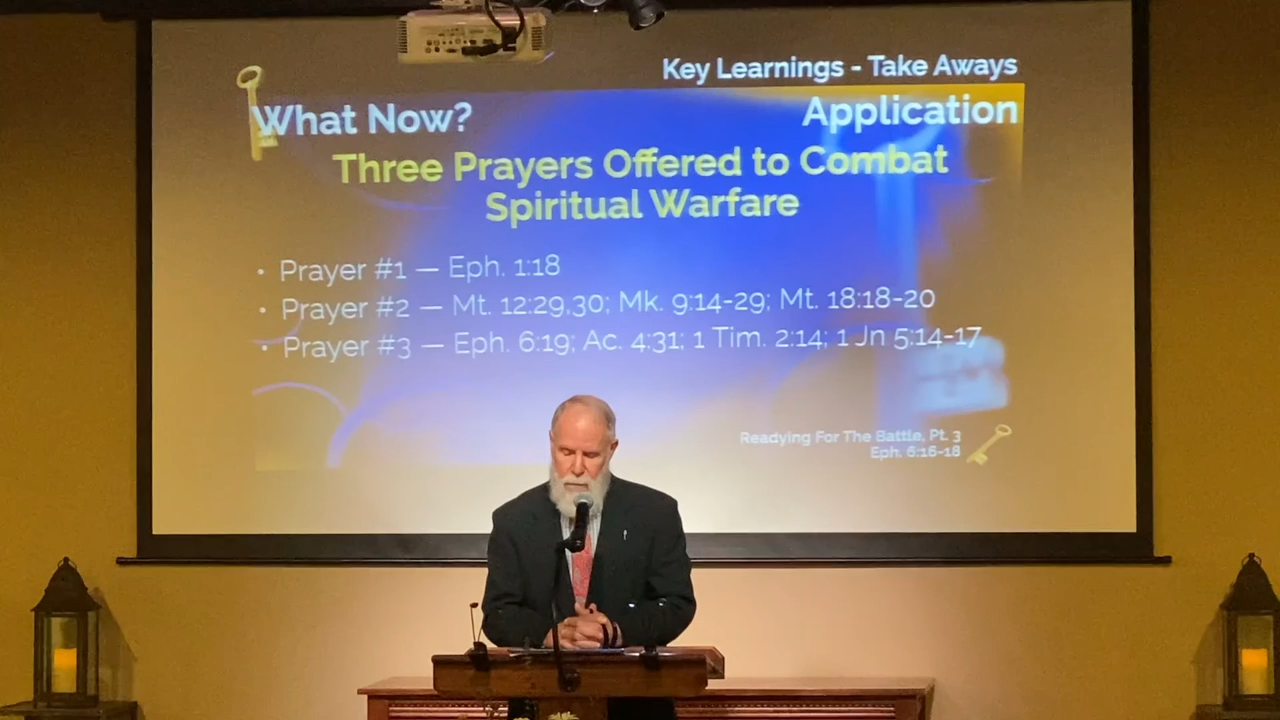 Key Learnings - Take Aways
What Now?
Application
Three Prayers Offered to Combat
Spiritual Warfare
• Prayer #1 — Eph. 1:18
• Prayer #2 — Mt. 12:29,30; Mk. 9:14-29; Mt. 18:18-20
• Prayer #3 — Eph. 6:19; Ac. 4:31; 1 Tim. 2:14; 1 Jn 5:14-17
Readying For The Battle, Pt. 3
Eph. 6:16-18